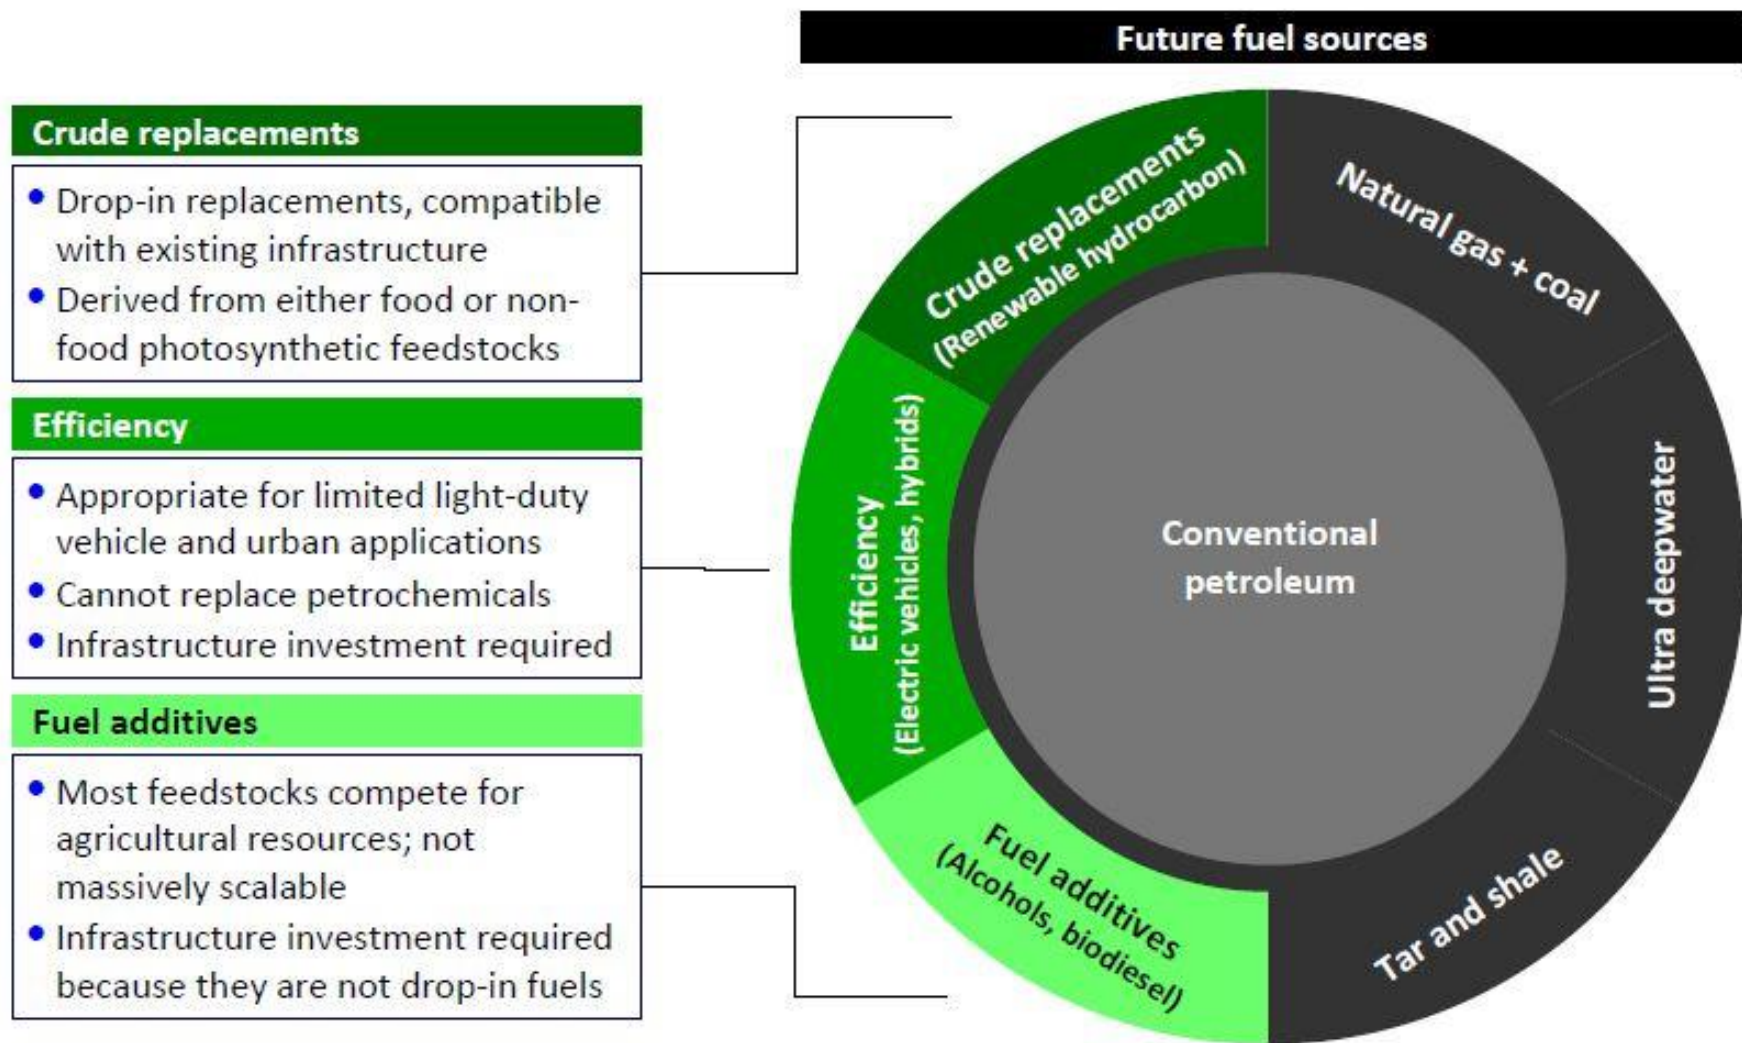 Future fuel sources
Crude replacements
• Drop-in replacements, compatible
with existing infrastructure
• Derived from either food or non-
food photosynthetic feedstocks
Efficiency
• Appropriate for limited light-duty
vehicle and urban applications
• Cannot replace petrochemicals
• Infrastructure investment required
Fuel additives
• Most feedstocks compete for
agricultural resources; not
massively scalable
• Infrastructure investment required
because they are not drop-in fuels
Crude replacements
(Renewable hydrocarbon)
Efficiency
(Electric vehicles, hybrids)
Fuel additives
(Alcohols, biodiesel)
Conventional
petroleum
Natural gas + coal
Ultra deepwater
Tar and shale